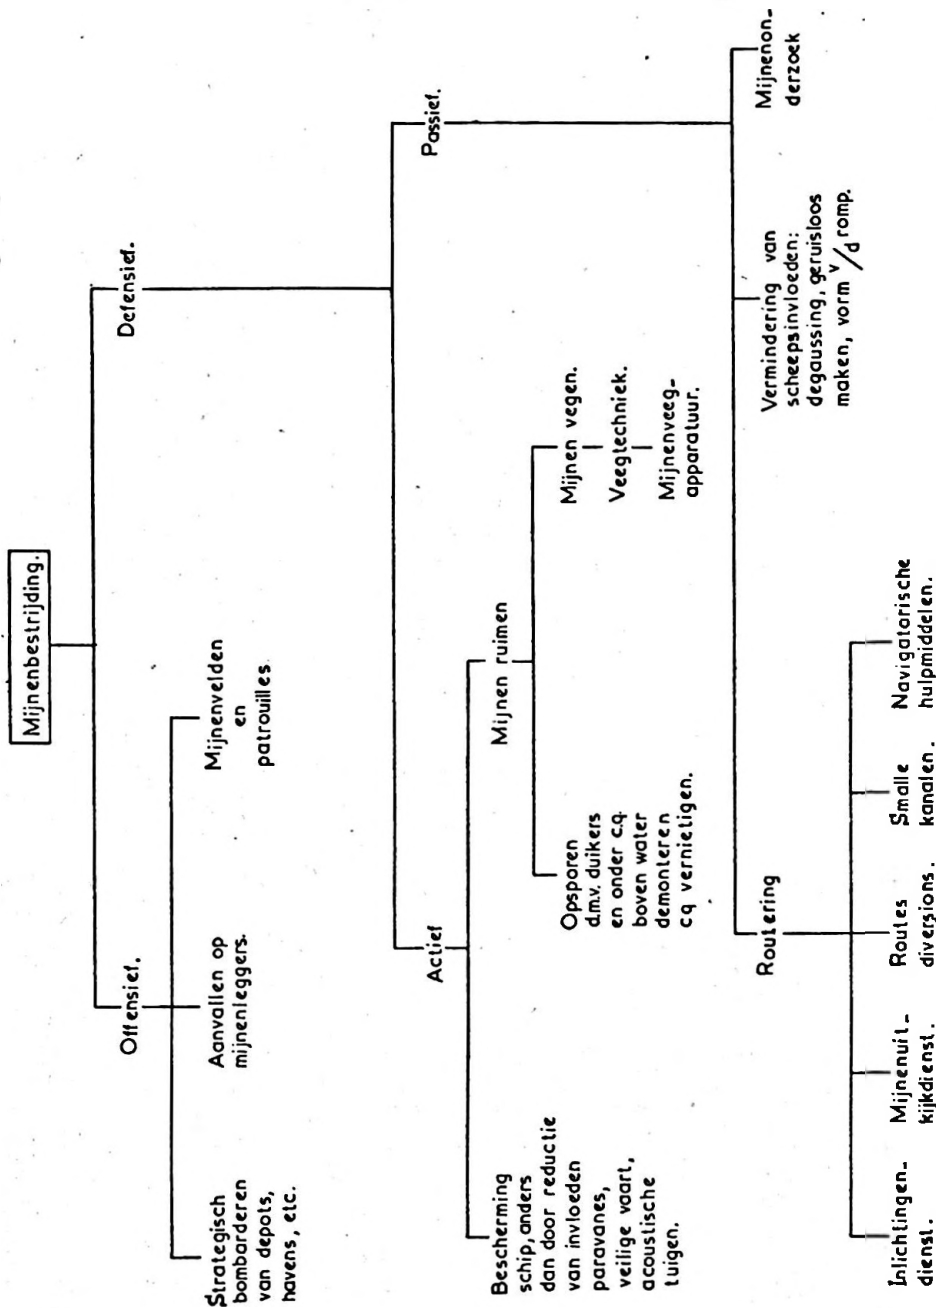 Mijnenbestrijding.
Offensief.
Defensief.
Strategisch
bombarderen
van depots,
havens, etc.
Aanvallen op
mijnenleggers.
Mijnenvelden
en
patrouilles.
Actief
Passief.
Bescherming
schip, anders
dan door reductie
van invloeden
paravanes,
veilige vaart,
acoustische
tuigen.
Mijnen ruimen
Opsporen
d.m.v. duikers
en onder c.q.
boven water
demonteren
c.q vernietigen.
Mijnen vegen.
Veegtechniek.
Mijnenveeg-
apparatuur.
Routering
Vermindering van
scheepsinvloeden:
degaussing, geruisloos
maken, vorm v/d romp.
Mijnenon-
derzoek
Inlichtingen-
dienst.
Mijnenuit-
kijkdienst.
Routes
diversions.
Smalle
kanalen.
Navigatorische
hulpmiddelen.